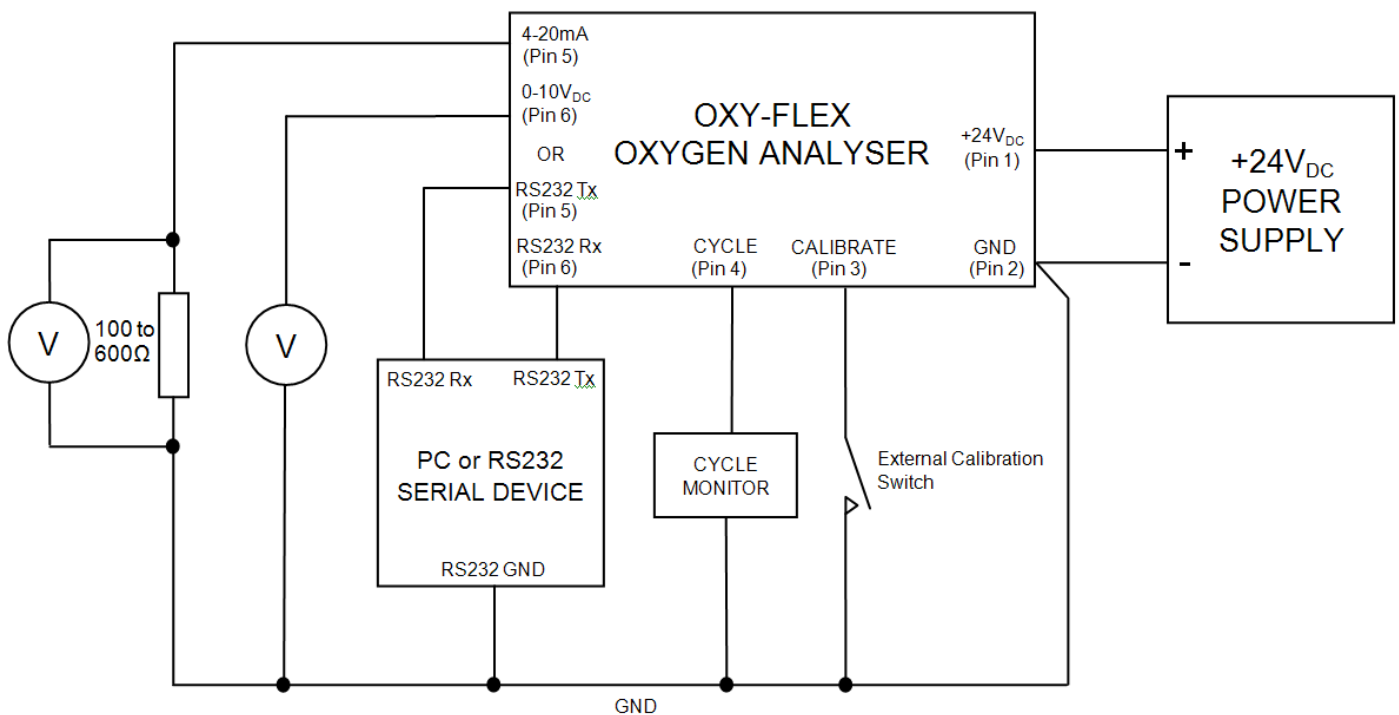 4-20mA
(Pin 5)
0-10VDC
(Pin 6)
OR
RS232 Tx
(Pin 5)
RS232 Rx
(Pin 6)
OXY-FLEX
OXYGEN ANALYSER
+24VDC
(Pin 1)
CYCLE
(Pin 4)
CALIBRATE
(Pin 3)
GND
(Pin 2)
+
-
+24VDC
POWER
SUPPLY
V
100 to
600Ω
V
RS232 Rx
RS232 Tx
PC or RS232
SERIAL DEVICE
RS232 GND
CYCLE
MONITOR
External Calibration
Switch
GND